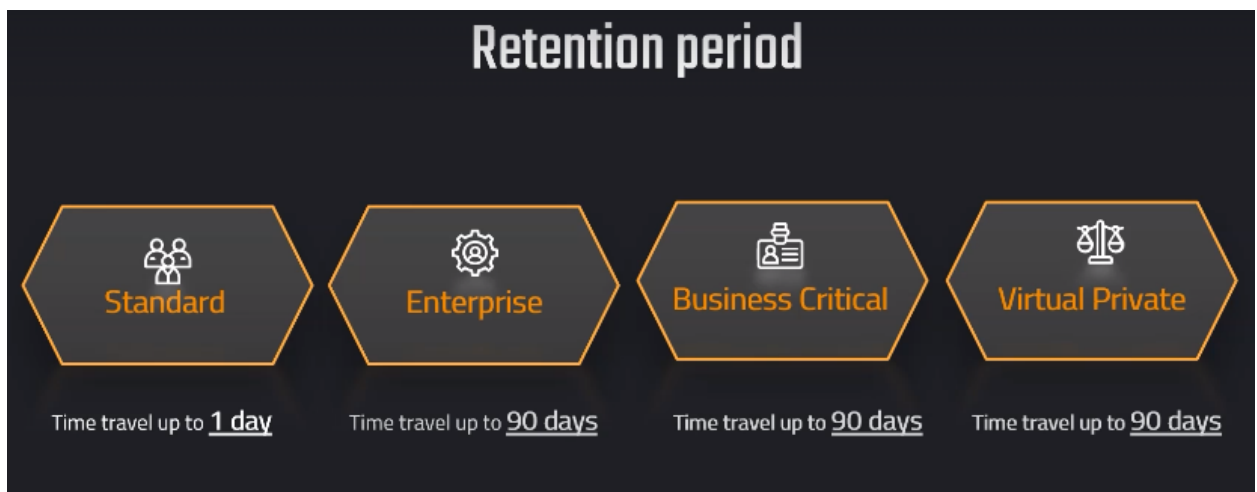 Retention period
Standard
Enterprise
Business Critical
Virtual Private
Time travel up to 1 day
Time travel up to 90 days
Time travel up to 90 days
Time travel up to 90 days